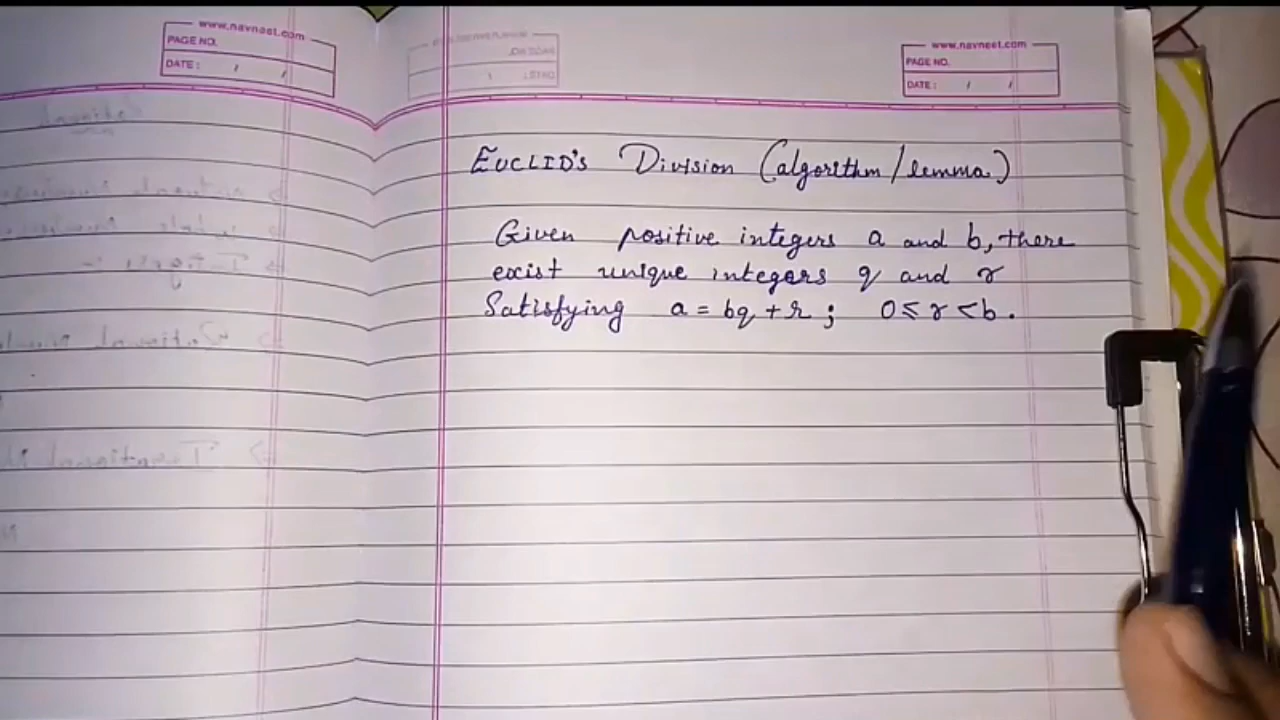 www.navneet.com
PAGE NO.
DATE : / /
www.navneet.com
PAGE NO.
DATE : / /
EUCLID's Division (algorithm/lemma)
Given positive integers a and b, there
exist unique integers q and r
Satisfying a = bq + r ; 0 ≤ r < b .